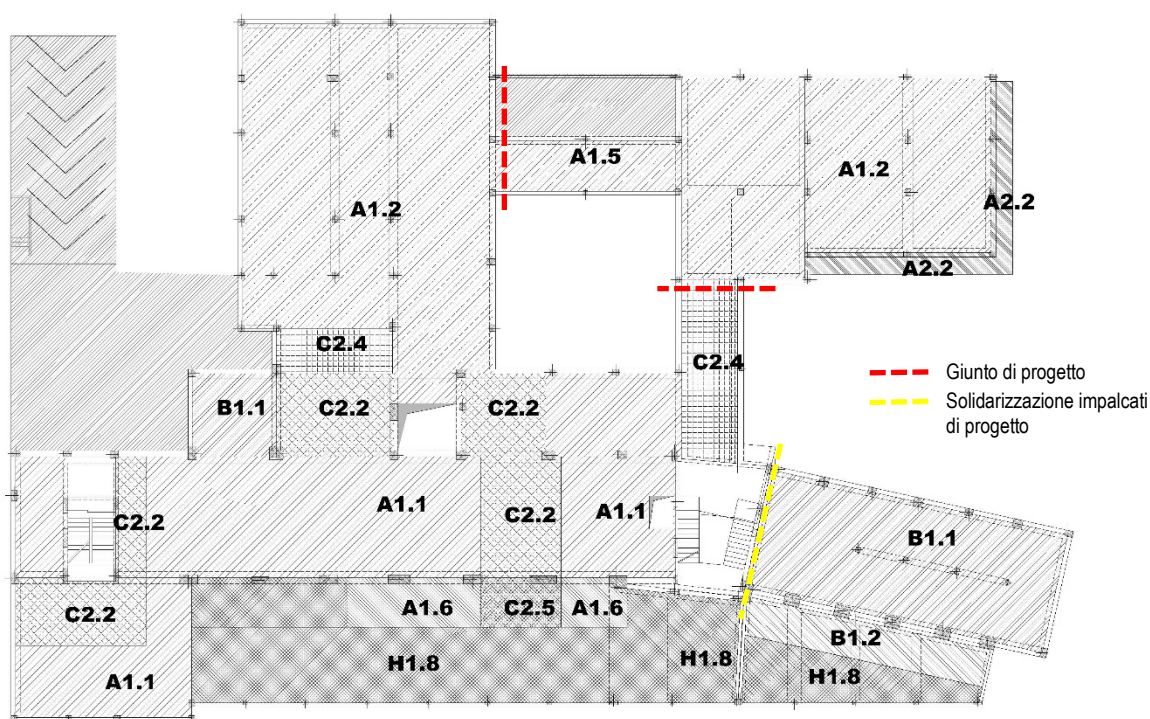 A1.5
A1.2
A2.2
A1.2
A2.2
C2.4
C2.4
Giunto di progetto
Solidarizzazione impalcati
di progetto
B1.1
C2.2
C2.2
A1.1
A1.1
C2.2
C2.2
B1.1
C2.2
A1.6
C2.5
A1.6
B1.2
H1.8
H1.8
H1.8
A1.1